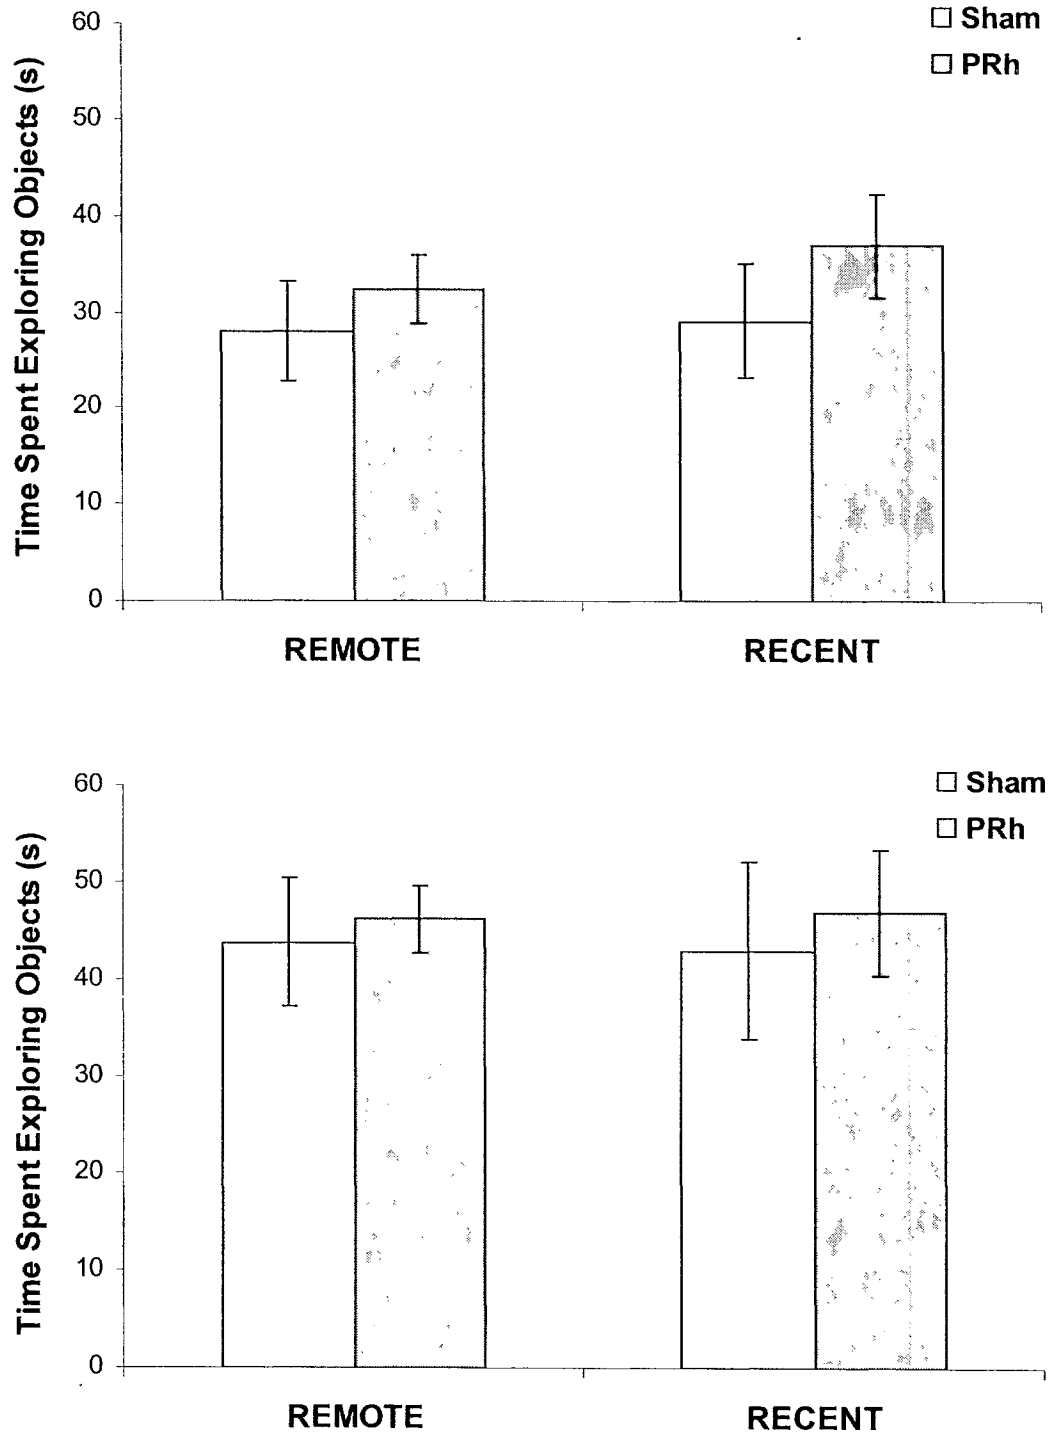 60
50
40
30
20
10
0
Time Spent Exploring Objects (s)
Sham
PRh
REMOTE
RECENT
60
50
40
30
20
10
0
Time Spent Exploring Objects (s)
Sham
PRh
REMOTE
RECENT